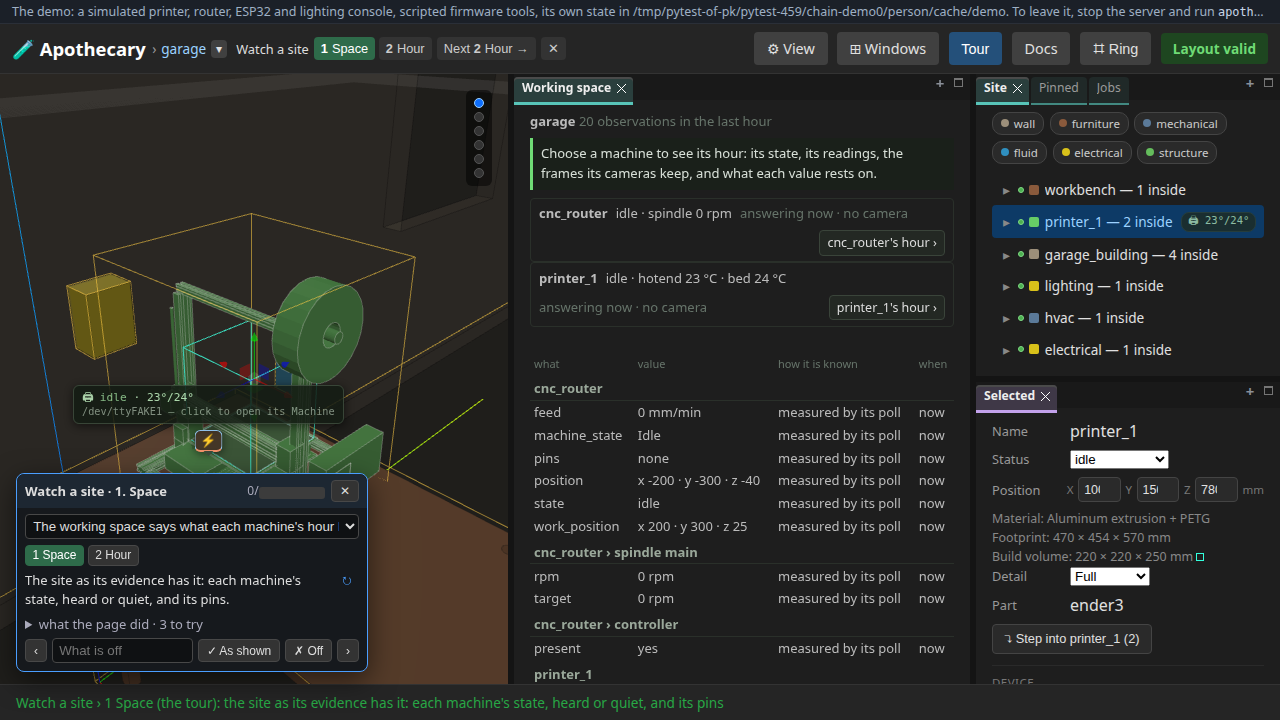 The demo: a simulated printer, router, ESP32 and lighting console, scripted firmware tools, its own state in /tmp/pytest-of-pk/pytest-459/chain-demo0/person/cache/demo. To leave it, stop the server and run apoth…
Apothecary › garage ▾ Watch a site 1 Space 2 Hour Next 2 Hour → ✕ ⚙ View ⊞ Windows Tour Docs ⌗ Ring Layout valid
Working space
garage 20 observations in the last hour
Choose a machine to see its hour: its state, its readings, the
frames its cameras keep, and what each value rests on.
cnc_router idle · spindle 0 rpm answering now · no camera
cnc_router's hour ›
printer_1 idle · hotend 23 °C · bed 24 °C
answering now · no camera printer_1's hour ›
what value how it is known when
cnc_router
feed 0 mm/min measured by its poll now
machine_state Idle measured by its poll now
pins none measured by its poll now
position x -200 · y -300 · z -40 measured by its poll now
state idle measured by its poll now
work_position x 200 · y 300 · z 25 measured by its poll now
cnc_router › spindle main
rpm 0 rpm measured by its poll now
target 0 rpm measured by its poll now
cnc_router › controller
present yes measured by its poll now
printer_1
Site Pinned Jobs
wall furniture mechanical
fluid electrical structure
▸ workbench — 1 inside
▸ printer_1 — 2 inside 23°/24°
▸ garage_building — 4 inside
▸ lighting — 1 inside
▸ hvac — 1 inside
▸ electrical — 1 inside
Selected
Name printer_1
Status idle
Position X 100 Y 150 Z 780 mm
Material: Aluminum extrusion + PETG
Footprint: 470 × 454 × 570 mm
Build volume: 220 × 220 × 250 mm
Detail Full
Part ender3
Step into printer_1 (2)
DEVICE
idle · 23°/24°
/dev/ttyFAKE1 — click to open its Machine
Watch a site · 1. Space 0/ ✕
The working space says what each machine's hour
1 Space 2 Hour
The site as its evidence has it: each machine's
state, heard or quiet, and its pins.
▸ what the page did · 3 to try
‹ What is off ✓ As shown ✗ Off ›
Watch a site › 1 Space (the tour): the site as its evidence has it: each machine's state, heard or quiet, and its pins